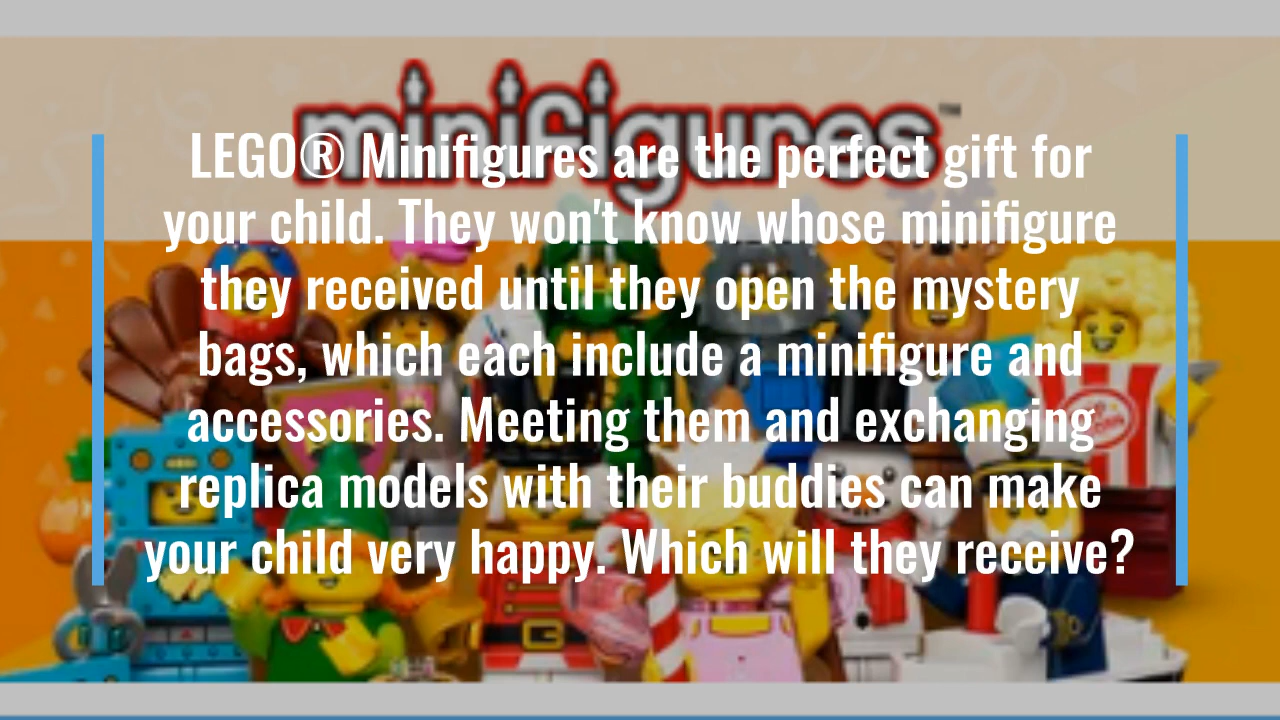 minifigures™
LEGO® Minifigures are the perfect gift for
your child. They won't know whose minifigure
they received until they open the mystery
bags, which each include a minifigure and
accessories. Meeting them and exchanging
replica models with their buddies can make
your child very happy. Which will they receive?